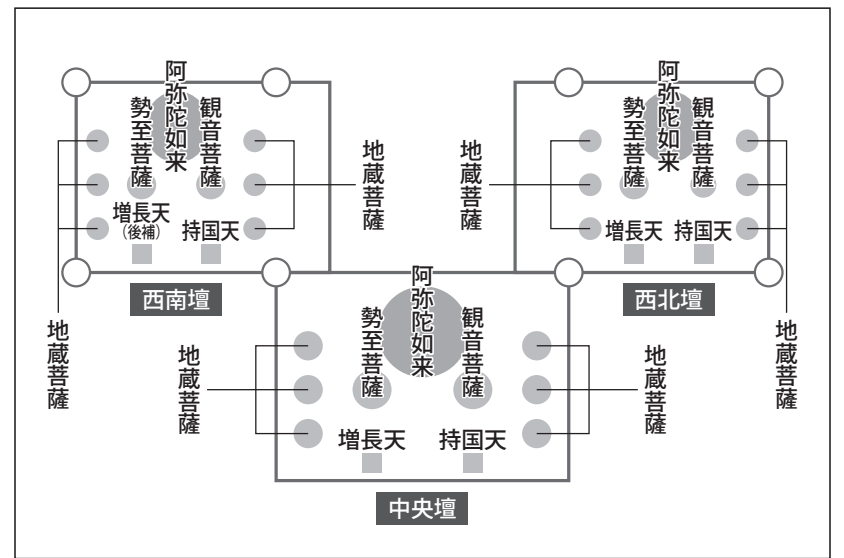 阿弥陀如来
勢至菩薩
観音菩薩
増長天
（後補）
持国天
西南壇
地蔵菩薩
地蔵菩薩
阿弥陀如来
勢至菩薩
観音菩薩
増長天
持国天
西北壇
地蔵菩薩
地蔵菩薩
阿弥陀如来
勢至菩薩
観音菩薩
増長天
持国天
地蔵菩薩
地蔵菩薩
中央壇